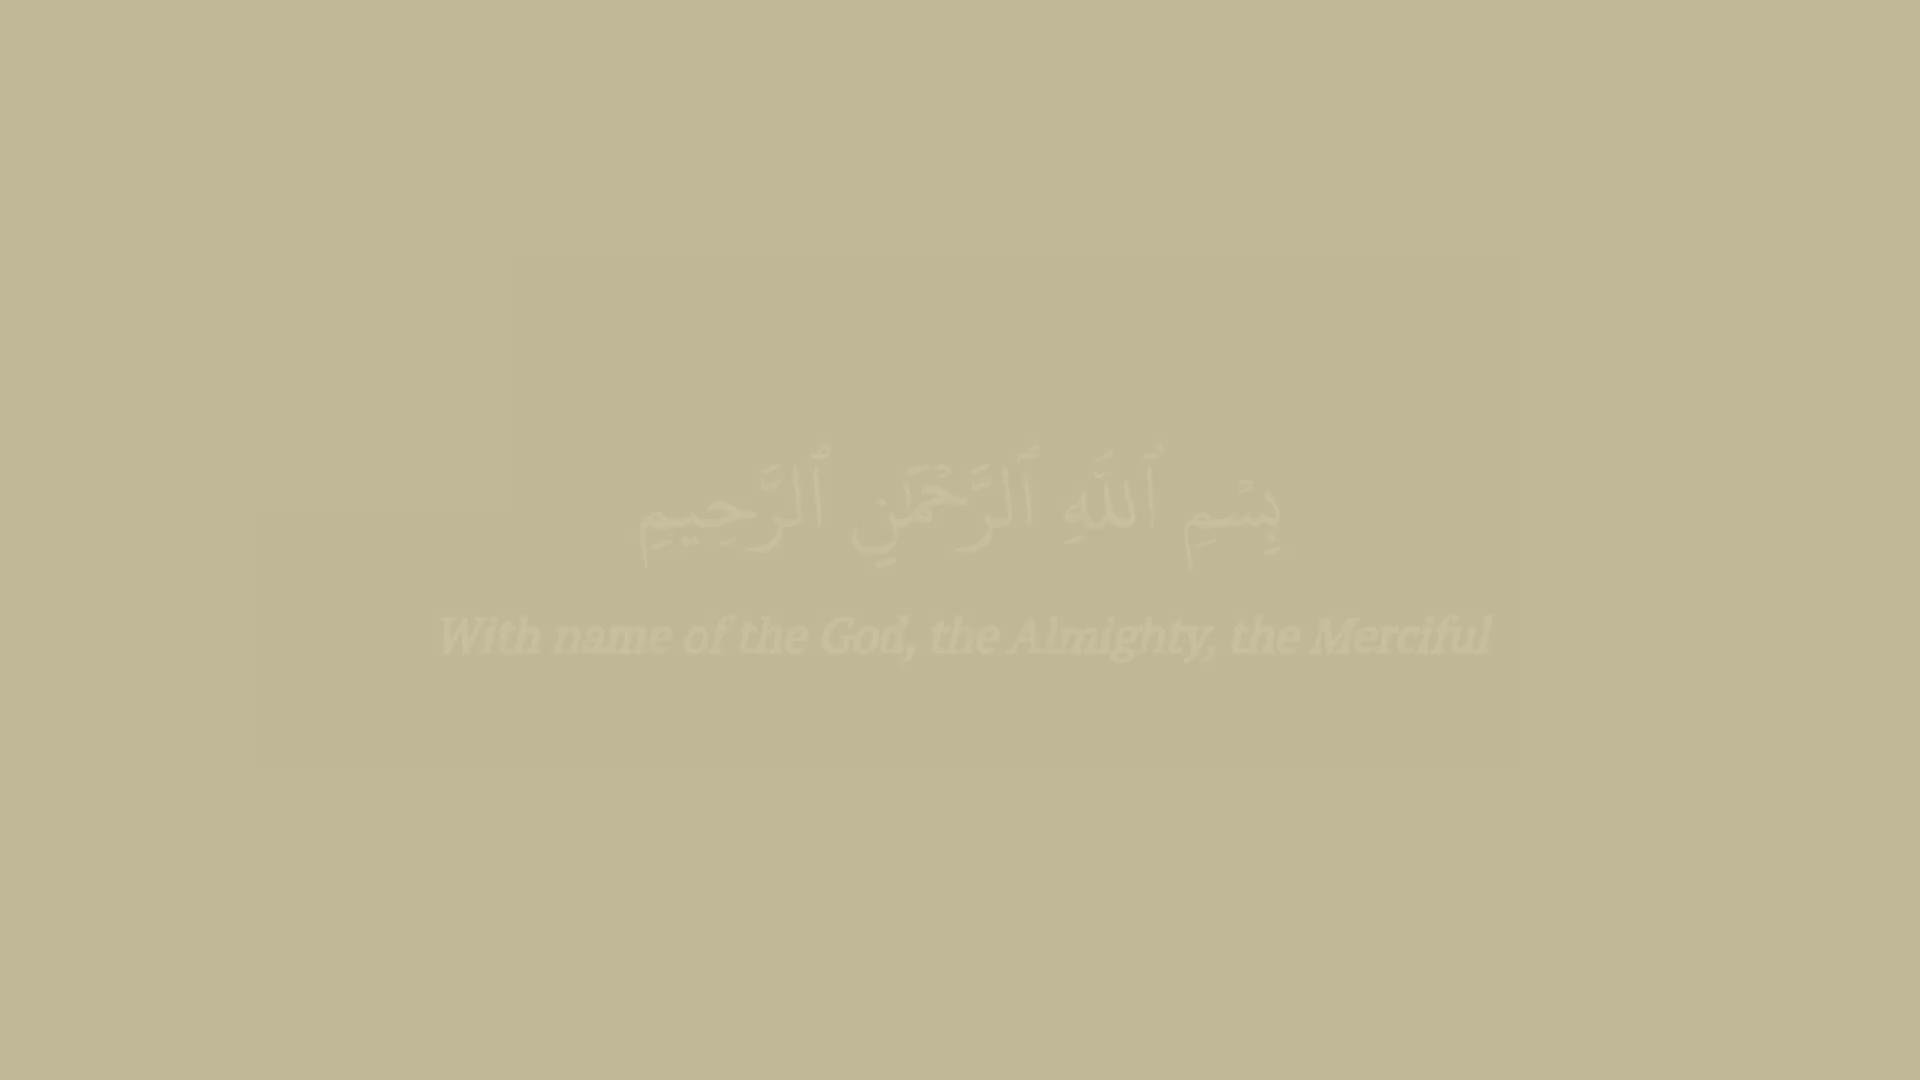 بِسْمِ ٱللَّهِ ٱلرَّحْمَٰنِ ٱلرَّحِيمِ
With name of the God, the Almighty, the Merciful